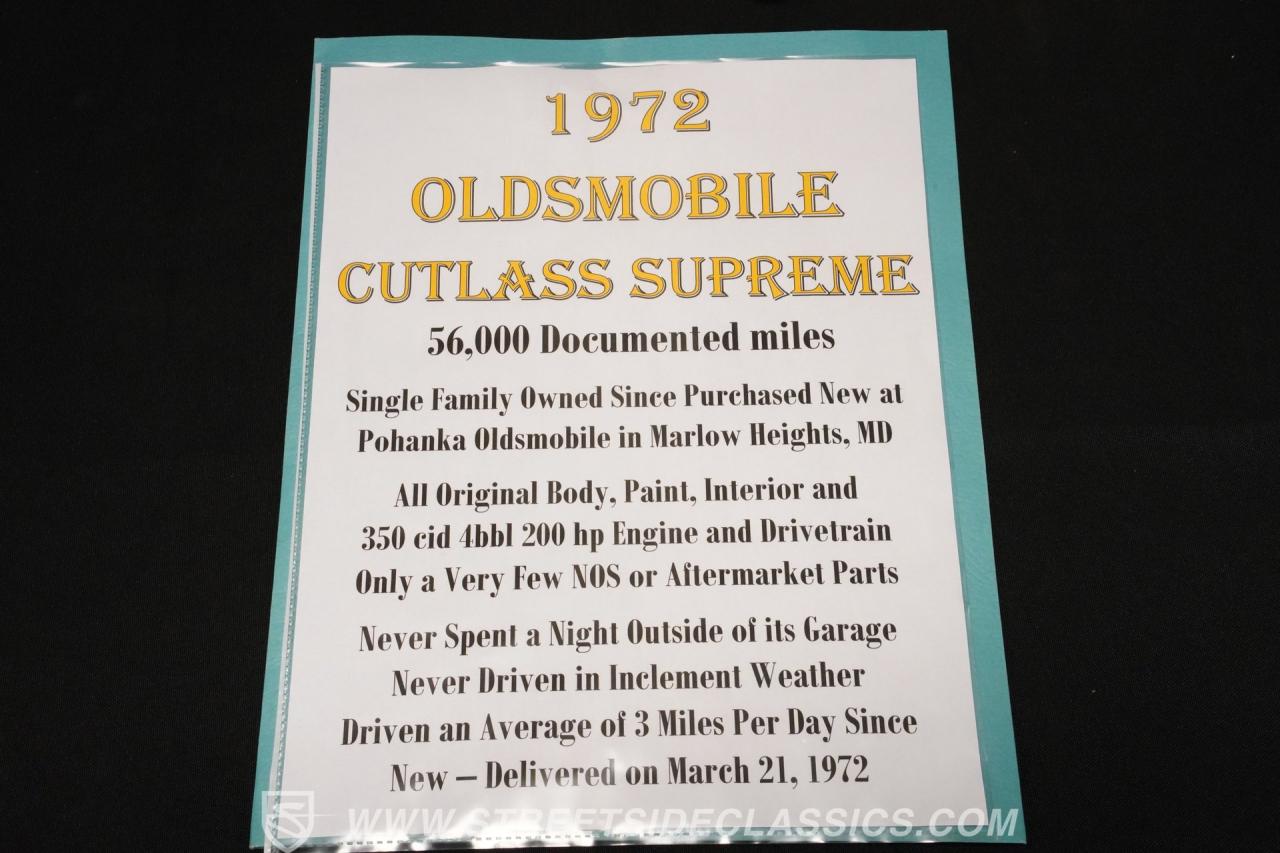 1972
OLDSMOBILE
CUTLASS SUPREME
56,000 Documented miles
Single Family Owned Since Purchased New at
Pohanka Oldsmobile in Marlow Heights, MD
All Original Body, Paint, Interior and
350 cid 4bbl 200 hp Engine and Drivetrain
Only a Very Few NOS or Aftermarket Parts
Never Spent a Night Outside of its Garage
Never Driven in Inclement Weather
Driven an Average of 3 Miles Per Day Since
New – Delivered on March 21, 1972
WWW.STREETSIDECLASSICS.COM